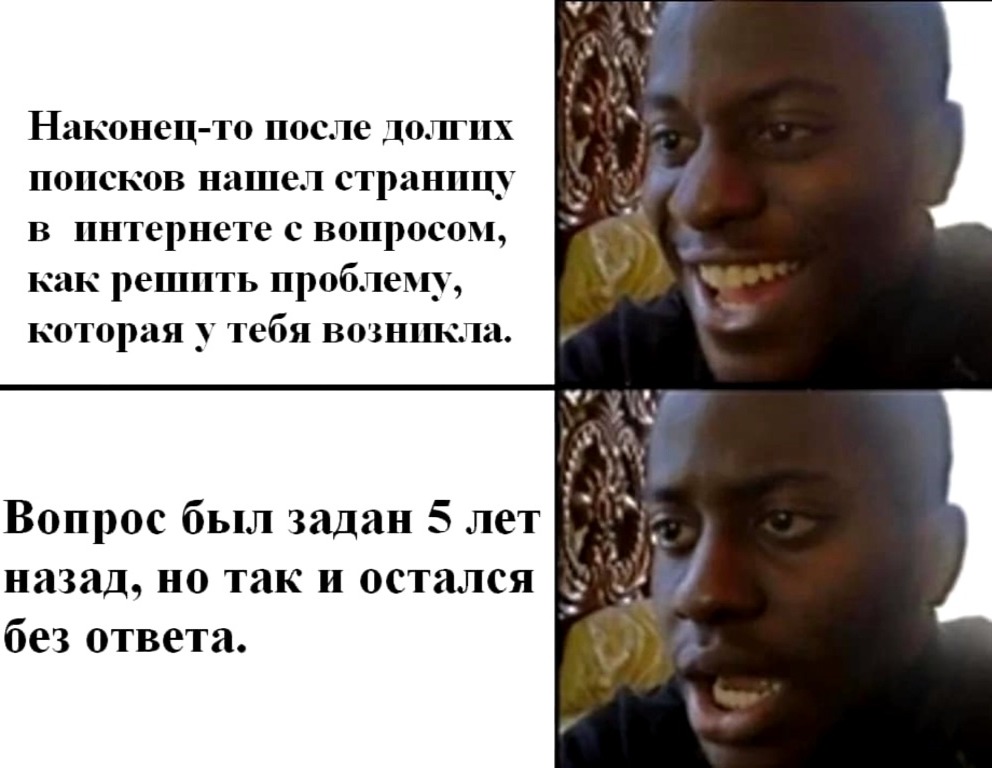 Наконец-то после долгих
поисков нашел страницу
в  интернете с вопросом,
как решить проблему,
которая у тебя возникла.
Вопрос был задан 5 лет
назад, но так и остался
без ответа.